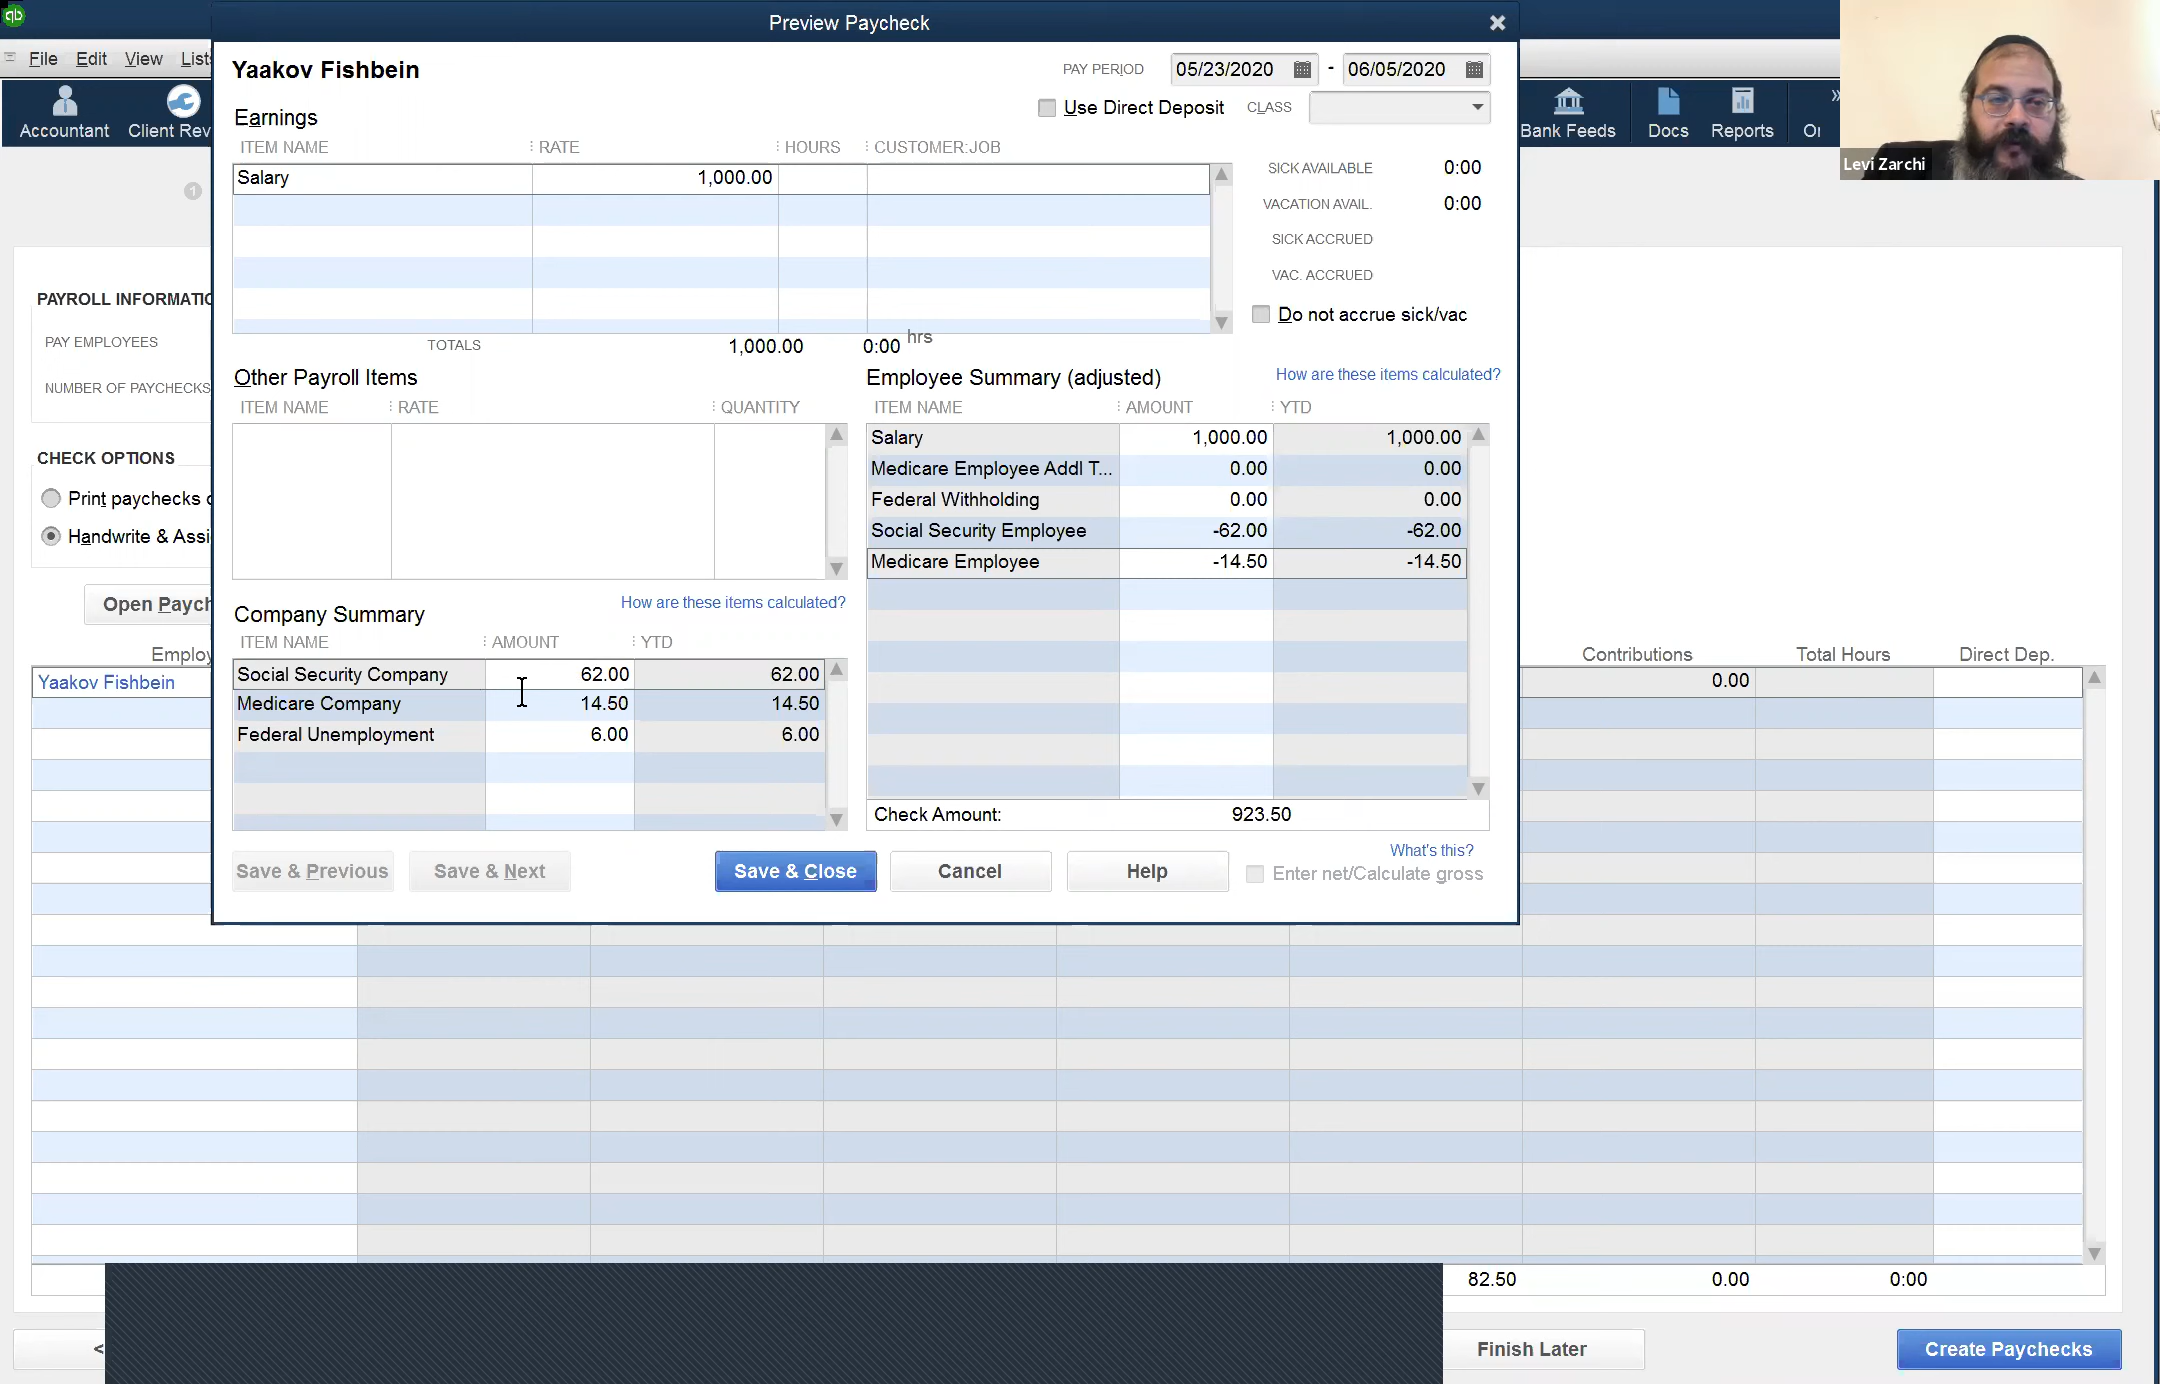 qb
Preview Paycheck
File Edit View
Accountant
Client Rev
Bank Feeds
Docs
Reports
Levi Zarchi
Yaakov Fishbein
PAY PERIOD 05/23/2020 - 06/05/2020
Use Direct Deposit CLASS
Earnings
ITEM NAME RATE HOURS CUSTOMER:JOB
Salary 1,000.00
SICK AVAILABLE 0:00
VACATION AVAIL. 0:00
SICK ACCRUED
VAC. ACCRUED
Do not accrue sick/vac
TOTALS 1,000.00 0:00 hrs
1
PAY EMPLOYEES
NUMBER OF PAYCHECKS
CHECK OPTIONS
Print paychecks
Handwrite &
Open
Other Payroll Items
ITEM NAME RATE QUANTITY
Employee Summary (adjusted) How are these items calculated?
ITEM NAME AMOUNT YTD
Salary 1,000.00 1,000.00
Medicare Employee Addl T... 0.00 0.00
Federal Withholding 0.00 0.00
Social Security Employee -62.00 -62.00
Medicare Employee -14.50 -14.50
Check Amount: 923.50
How are these items calculated?
Company Summary
ITEM NAME AMOUNT YTD
Social Security Company 62.00 62.00
Medicare Company 14.50 14.50
Federal Unemployment 6.00 6.00
Save & Previous Save & Next Save & Close Cancel Help
What's this?
Enter net/Calculate gross
Contributions Total Hours Direct Dep.
Yaakov Fishbein 0.00
82.50 0.00 0:00
<
Finish Later
Create Paychecks